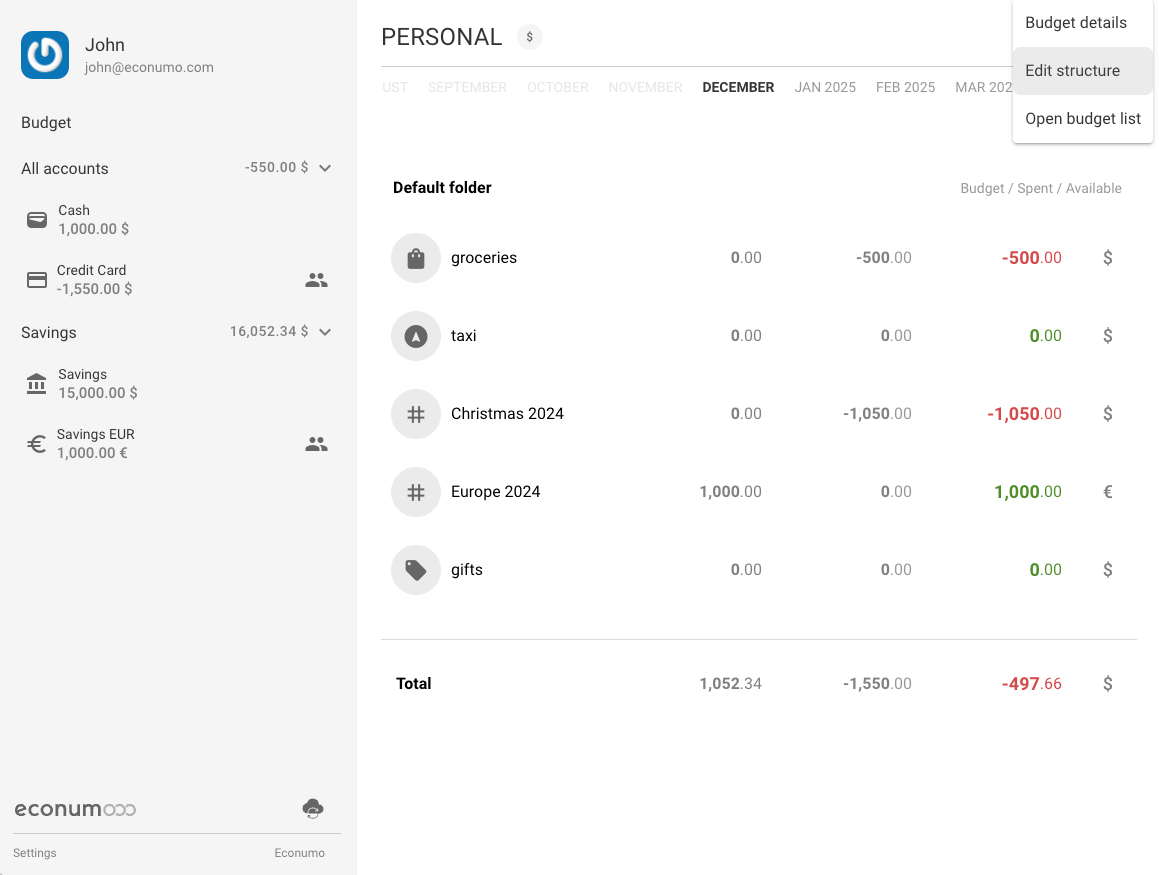 John
john@econumo.com
Budget
All accounts -550.00 $
Cash
1,000.00 $
Credit Card
-1,550.00 $
Savings 16,052.34 $
Savings
15,000.00 $
Savings EUR
1,000.00 €
econumo
Settings Econumo
PERSONAL $
UST SEPTEMBER OCTOBER NOVEMBER DECEMBER JAN 2025 FEB 2025 MAR 202
Budget details
Edit structure
Open budget list
Default folder Budget / Spent / Available
groceries 0.00 -500.00 -500.00 $
taxi 0.00 0.00 0.00 $
Christmas 2024 0.00 -1,050.00 -1,050.00 $
Europe 2024 1,000.00 0.00 1,000.00 €
gifts 0.00 0.00 0.00 $
Total 1,052.34 -1,550.00 -497.66 $